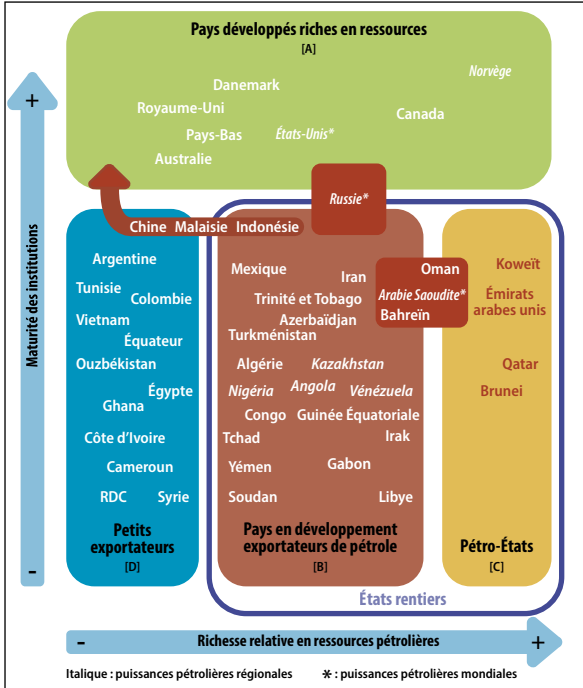 Pays développés riches en ressources
[A]
Norvège
Danemark
Royaume-Uni
Canada
Pays-Bas
États-Unis*
Australie
Russie*
Chine Malaisie Indonésie
+
Maturité des institutions
-
Argentine
Tunisie
Colombie
Vietnam
Équateur
Ouzbékistan
Égypte
Ghana
Côte d'Ivoire
Cameroun
RDC
Syrie
Petits
exportateurs
[D]
Mexique
Iran
Trinité et Tobago
Azerbaïdjan
Turkménistan
Algérie
Kazakhstan
Nigéria
Angola
Vénézuela
Congo
Guinée Équatoriale
Tchad
Irak
Yémen
Gabon
Soudan
Libye
Pays en développement
exportateurs de pétrole
[B]
Oman
Arabie Saoudite*
Bahreïn
Koweït
Émirats
arabes unis
Qatar
Brunei
Pétro-États
[C]
États rentiers
- Richesse relative en ressources pétrolières +
Italique : puissances pétrolières régionales * : puissances pétrolières mondiales